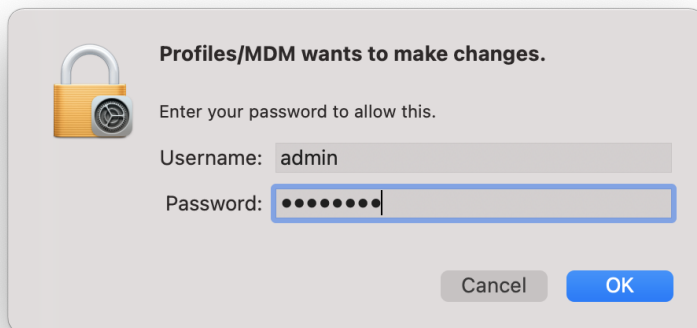 Profiles/MDM wants to make changes.
Enter your password to allow this.
Username: admin
Password: ••••••••
Cancel OK